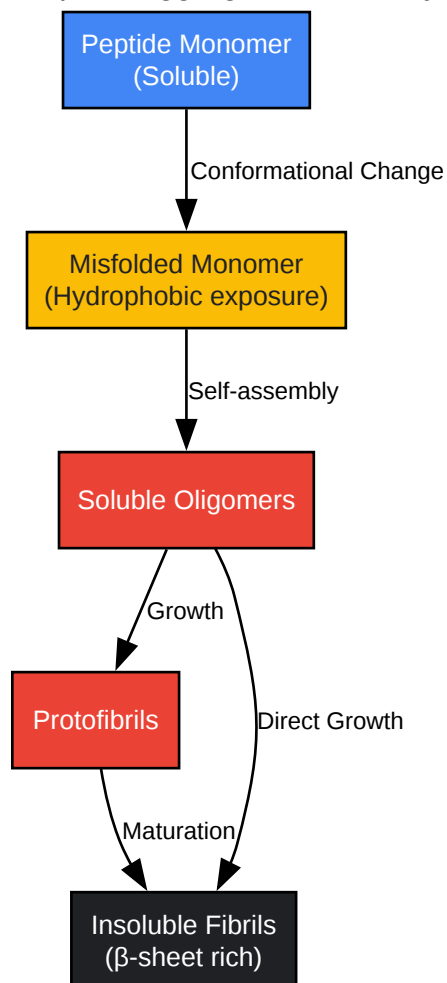 Peptide Monomer
(Soluble)
Conformational Change
Misfolded Monomer
(Hydrophobic exposure)
Self-assembly
Soluble Oligomers
Growth
Protofibrils
Direct Growth
Maturation
Insoluble Fibrils
(β-sheet rich)